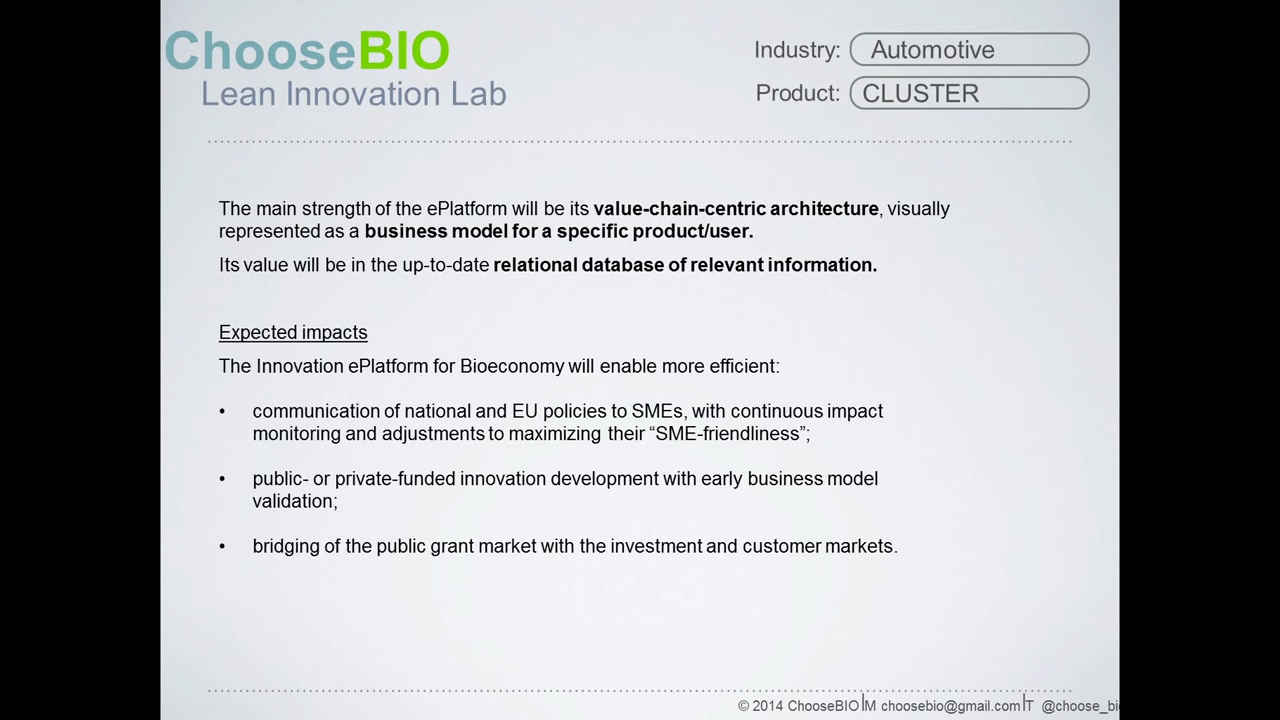 ChooseBIO
Lean Innovation Lab
Industry: Automotive
Product: CLUSTER
The main strength of the ePlatform will be its value-chain-centric architecture, visually
represented as a business model for a specific product/user.
Its value will be in the up-to-date relational database of relevant information.
Expected impacts
The Innovation ePlatform for Bioeconomy will enable more efficient:
• communication of national and EU policies to SMEs, with continuous impact
monitoring and adjustments to maximizing their “SME-friendliness”;
• public- or private-funded innovation development with early business model
validation;
• bridging of the public grant market with the investment and customer markets.
© 2014 ChooseBIO M choosebio@gmail.com T @choose_bi